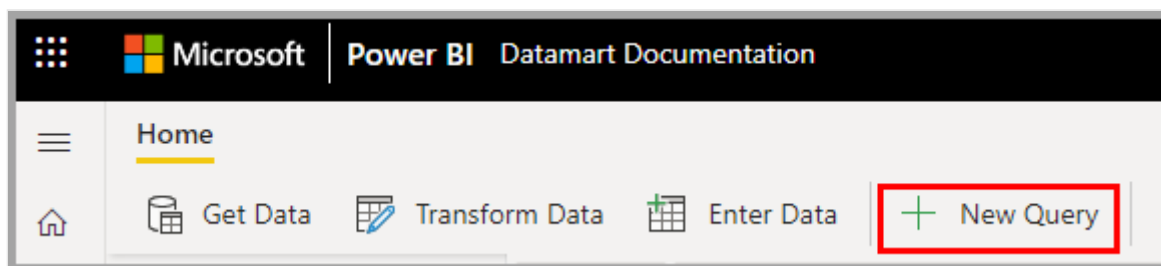 Microsoft Power BI Datamart Documentation
Home
Get Data Transform Data Enter Data New Query